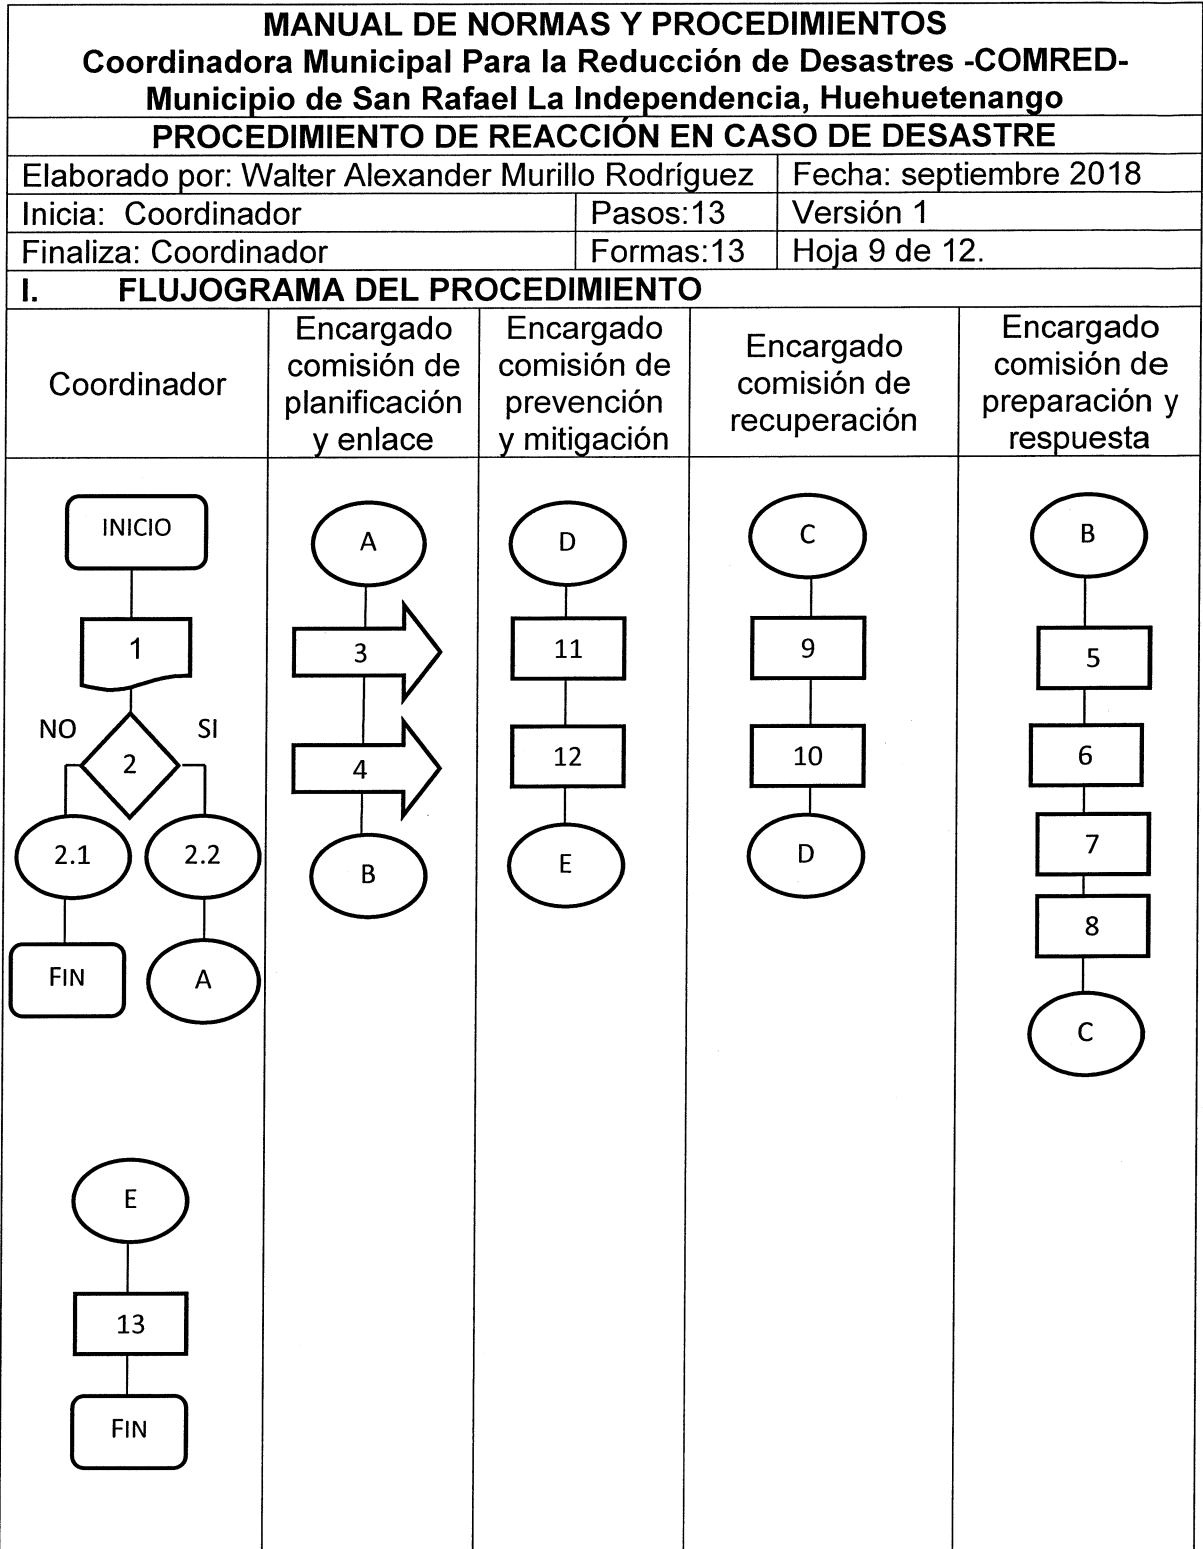 MANUAL DE NORMAS Y PROCEDIMIENTOS
Coordinadora Municipal Para la Reducción de Desastres -COMRED-
Municipio de San Rafael La Independencia, Huehuetenango
PROCEDIMIENTO DE REACCIÓN EN CASO DE DESASTRE
Elaborado por: Walter Alexander Murillo Rodríguez
Fecha: septiembre 2018
Inicia: Coordinador
Pasos:13
Versión 1
Finaliza: Coordinador
Formas:13
Hoja 9 de 12.
I. FLUJOGRAMA DEL PROCEDIMIENTO
Coordinador
Encargado
comisión de
planificación
y enlace
Encargado
comisión de
prevención
y mitigación
Encargado
comisión de
recuperación
Encargado
comisión de
preparación y
respuesta
INICIO
1
NO
SI
2
2.1
2.2
FIN
A
E
13
FIN
A
3
4
B
D
11
12
E
C
9
10
D
B
5
6
7
8
C